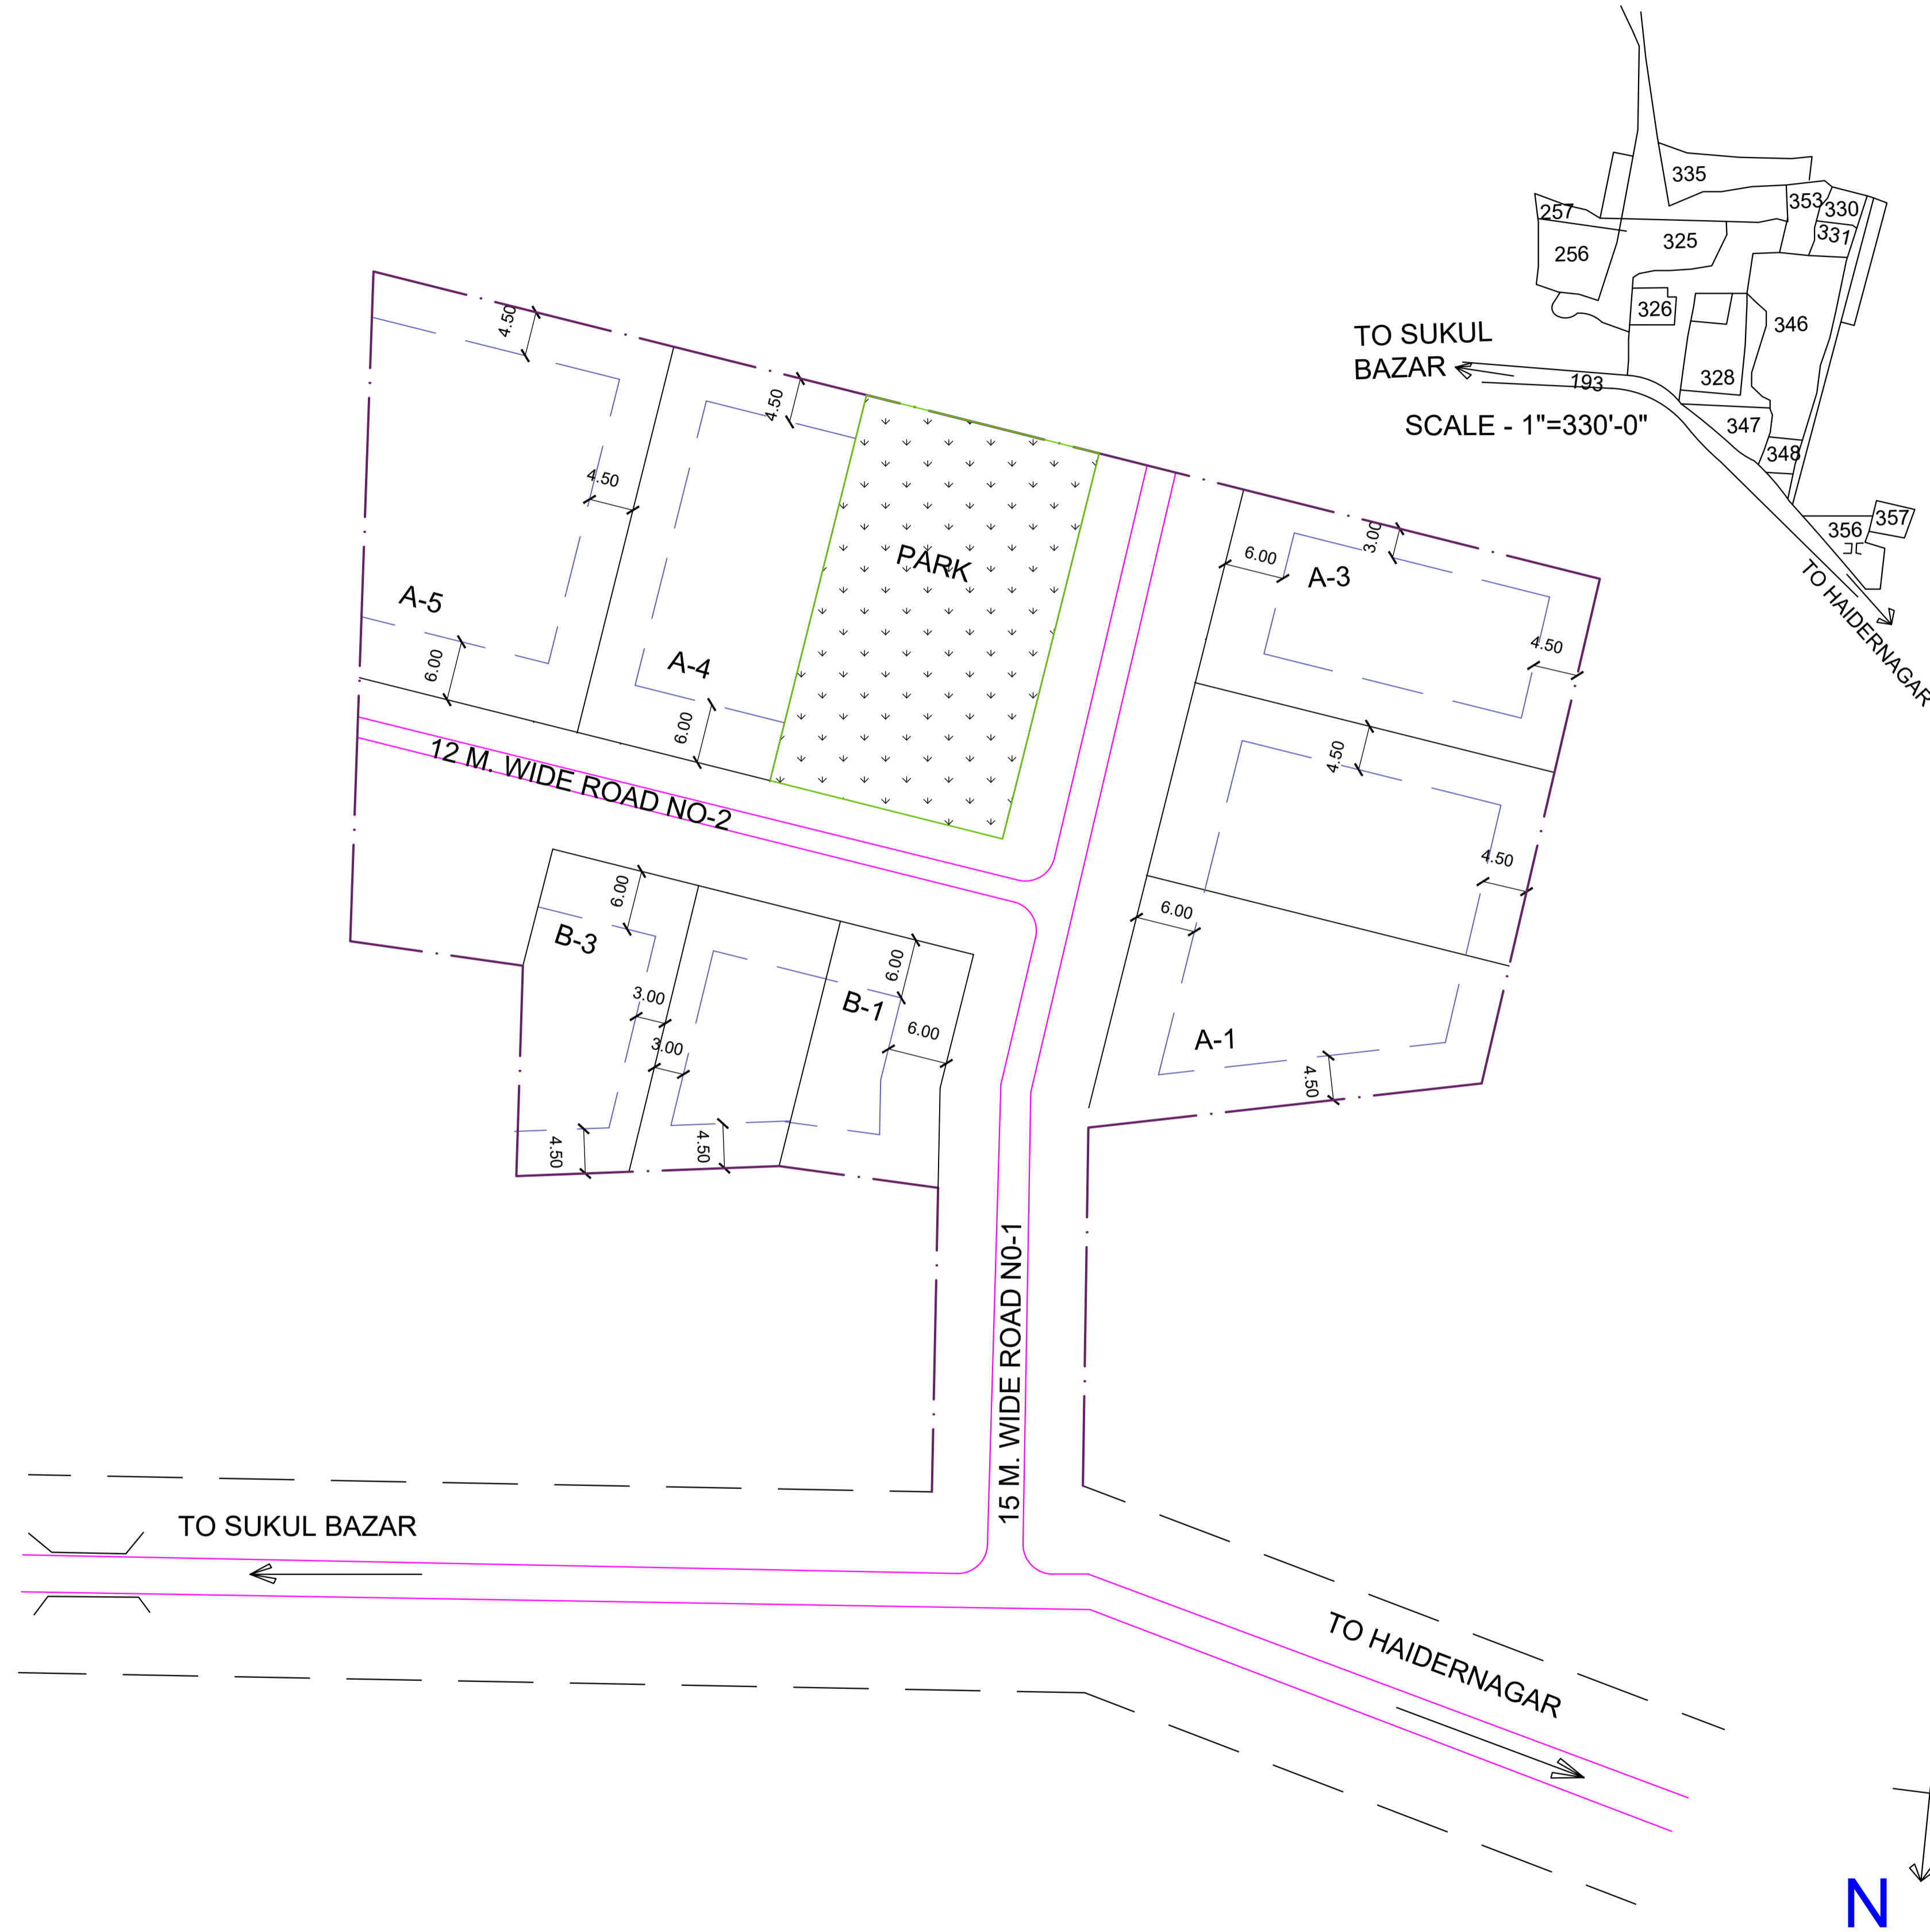 335
353
330
257
331
325
256
326
346
TO SUKUL
BAZAR
193
328
SCALE - 1"=330'-0"
347
348
357
356
TO HAIDERNAGAR
4.50
4.50
4.50
PARK
3.00
6.00
A-3
A-5
4.50
6.00
A-4
6.00
12 M. WIDE ROAD NO-2
4.50
4.50
6.00
6.00
B-3
6.00
3.00
B-1
6.00
3.00
A-1
4.50
4.50
4.50
15 M. WIDE ROAD N0-1
TO SUKUL BAZAR
TO HAIDERNAGAR
N